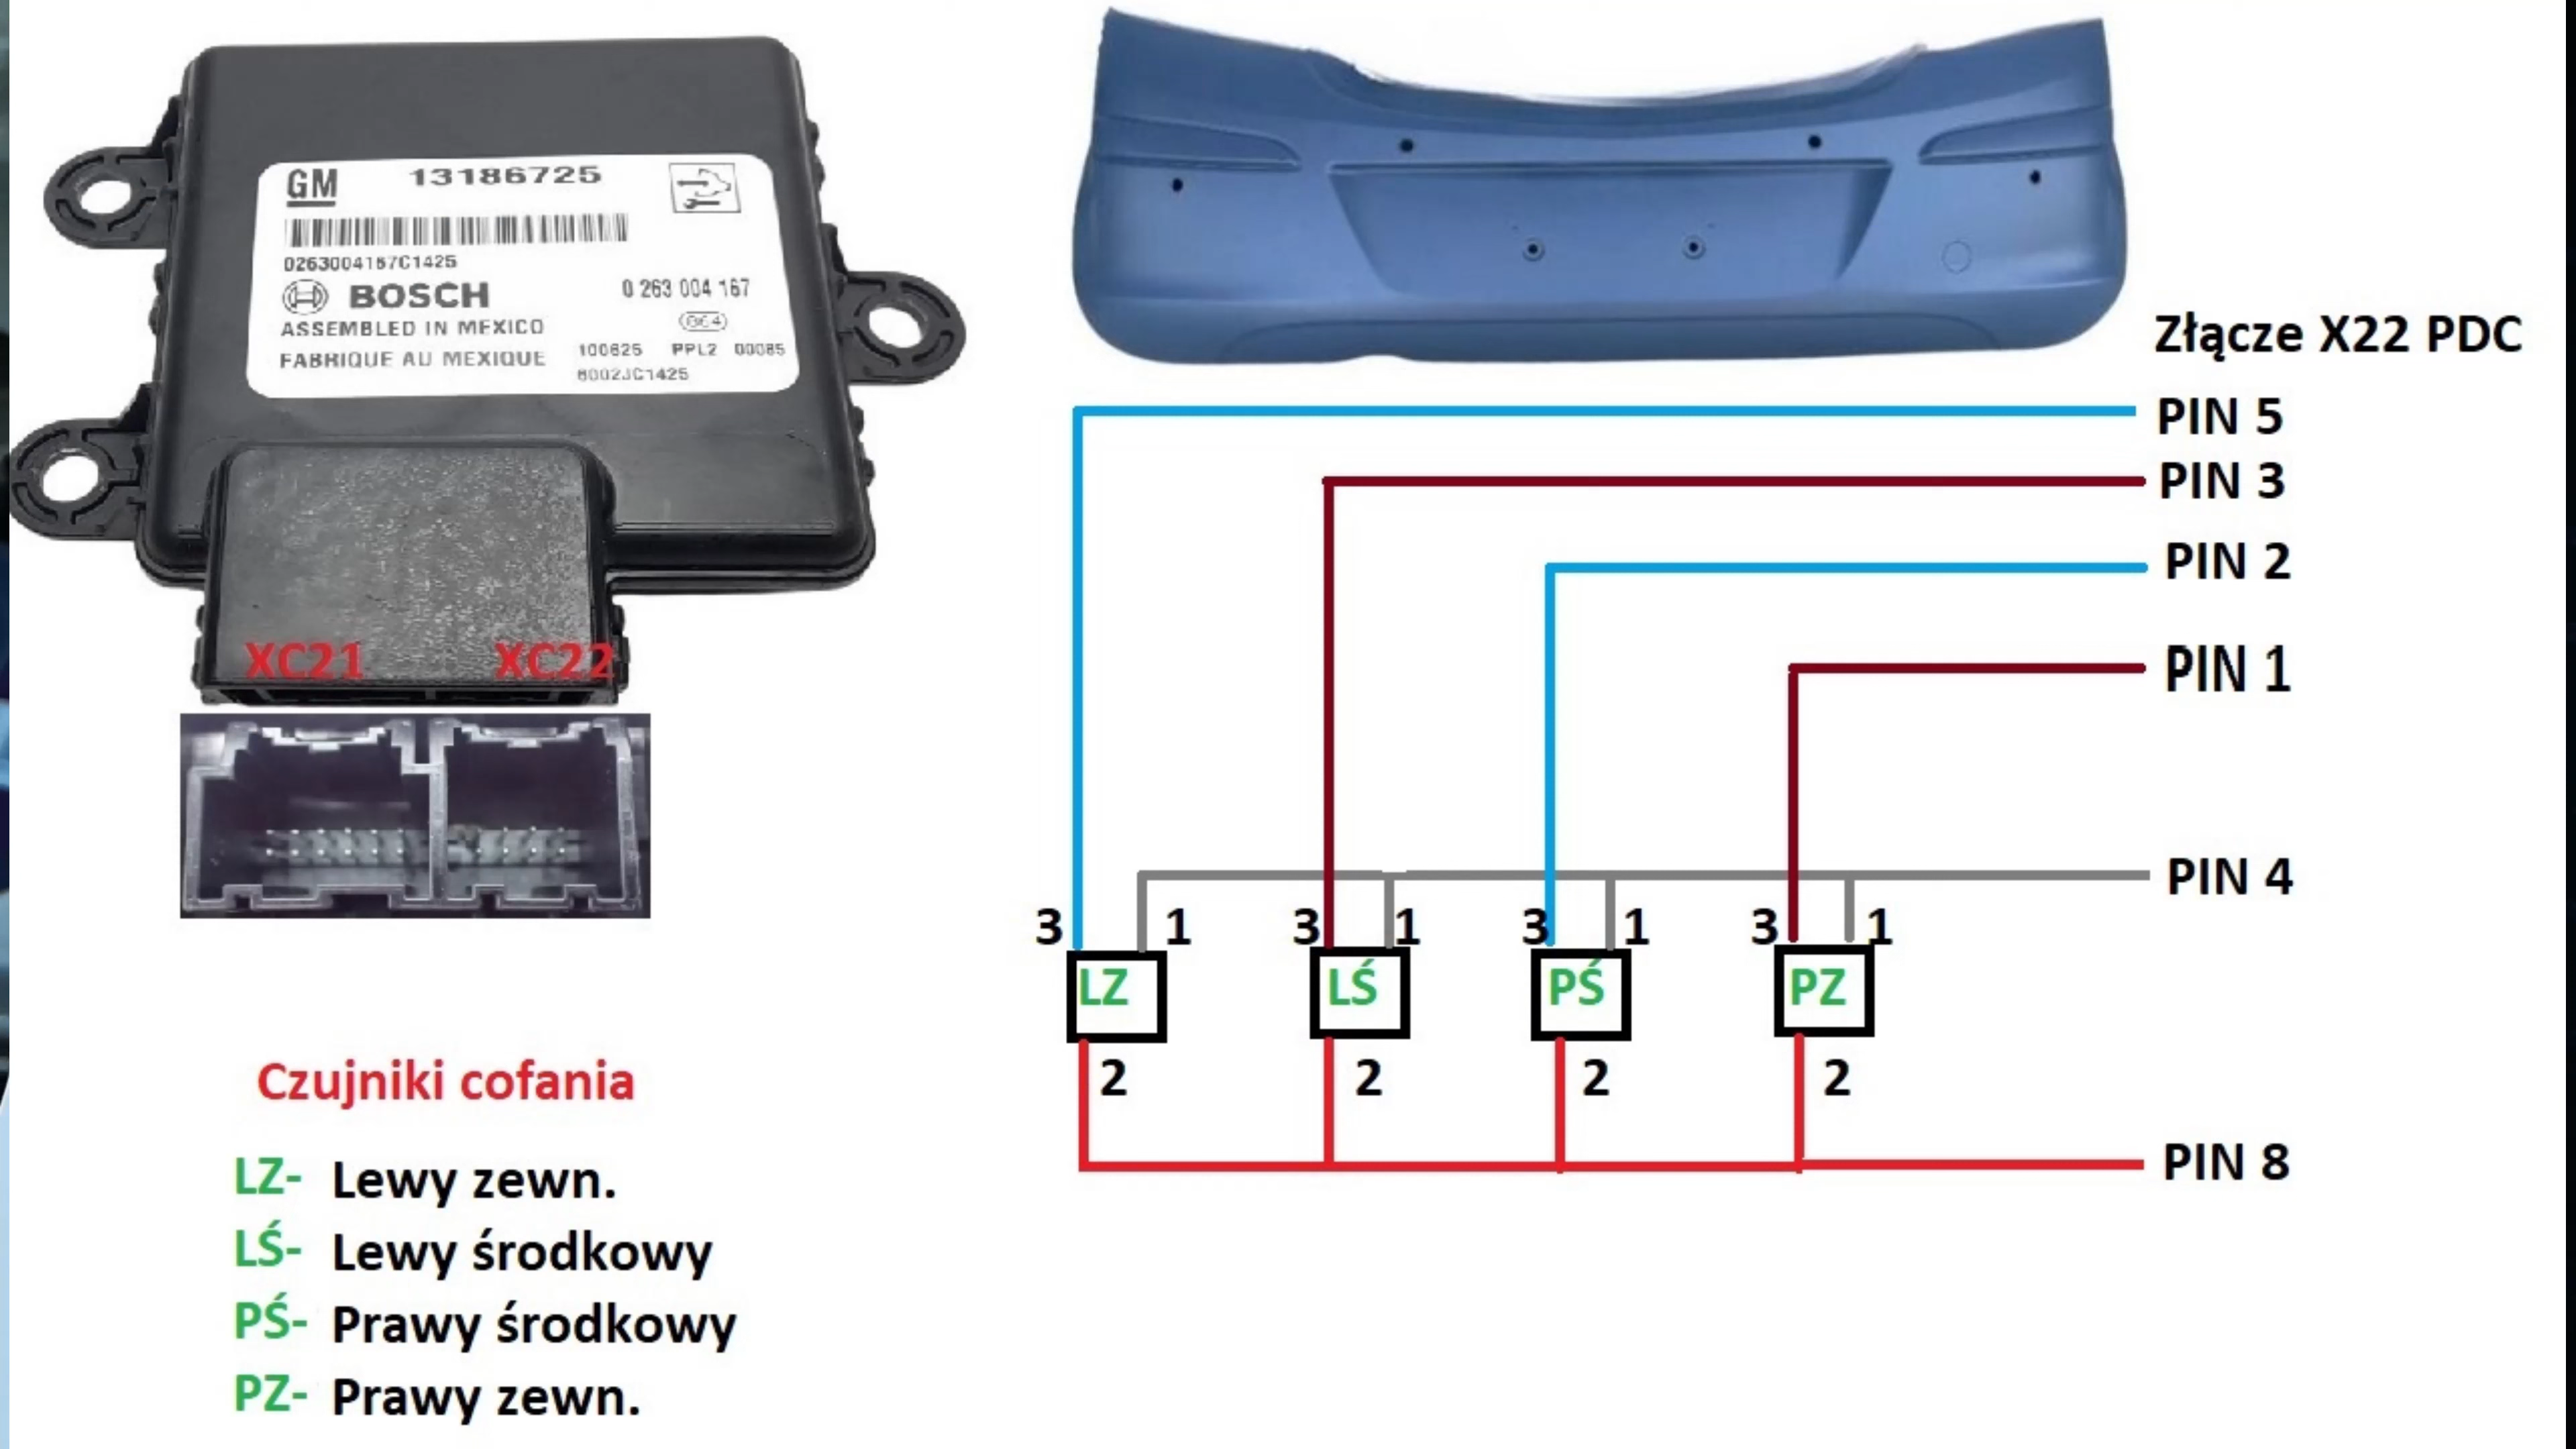 GM 13186725
0263004167C1425
BOSCH 0 263 004 167
ASSEMBLED IN MEXICO
FABRIQUE AU MEXIQUE 100625 PPL2 00085
6002JC1425
XC21 XC22
Złącze X22 PDC
PIN 5
PIN 3
PIN 2
PIN 1
PIN 4
3 1 3 1 3 1 3 1
LZ LŚ PŚ PZ
2 2 2 2
PIN 8
Czujniki cofania
LZ- Lewy zewn.
LŚ- Lewy środkowy
PŚ- Prawy środkowy
PZ- Prawy zewn.